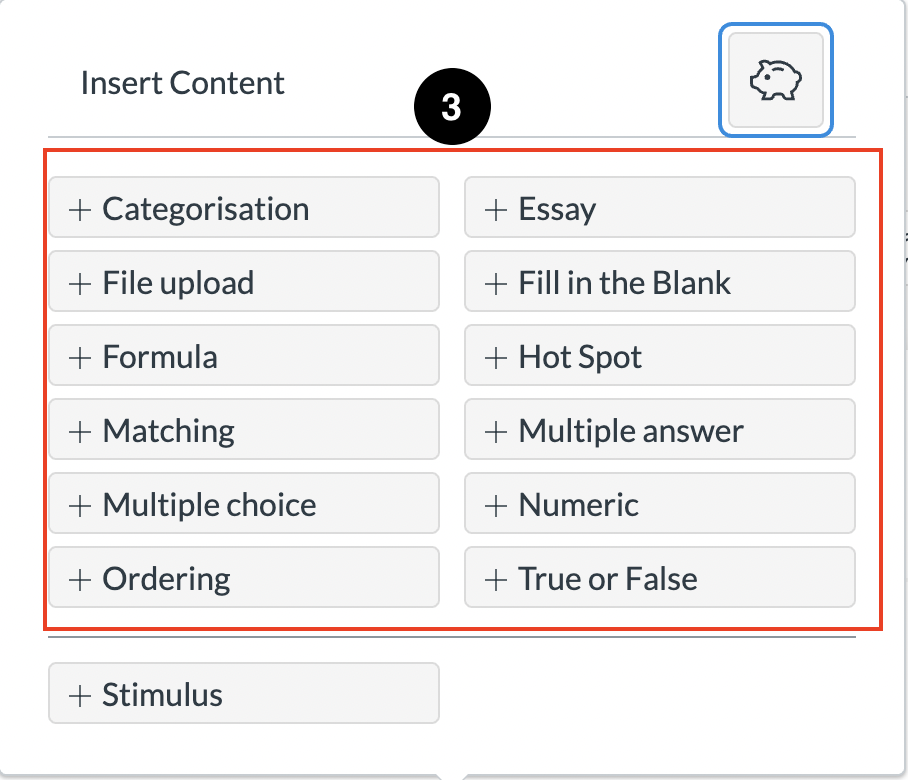 Insert Content
3
+ Categorisation
+ Essay
+ File upload
+ Fill in the Blank
+ Formula
+ Hot Spot
+ Matching
+ Multiple answer
+ Multiple choice
+ Numeric
+ Ordering
+ True or False
+ Stimulus